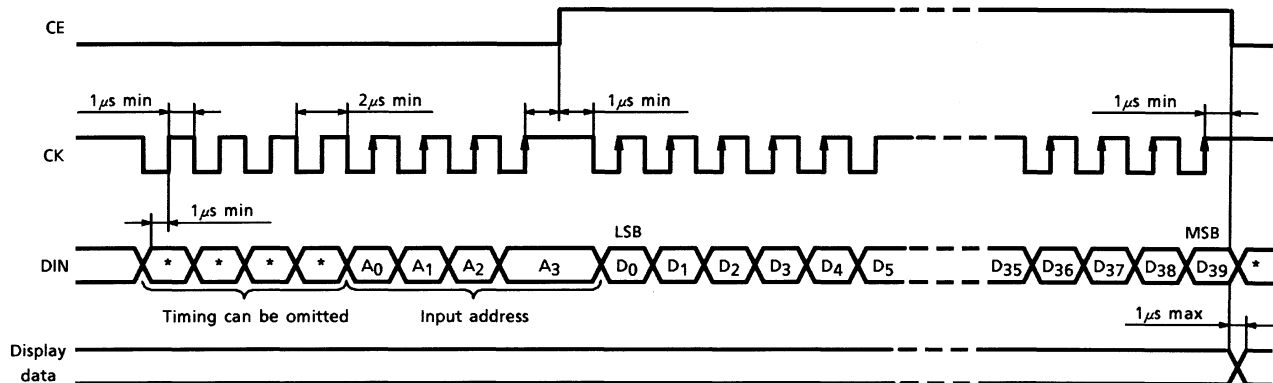 CE
1μs min
2μs min
1μs min
1μs min
CK
1μs min
LSB
MSB
DIN
* * * * A0 A1 A2 A3 D0 D1 D2 D3 D4 D5 D35 D36 D37 D38 D39 *
Timing can be omitted
Input address
1μs max
Display
data